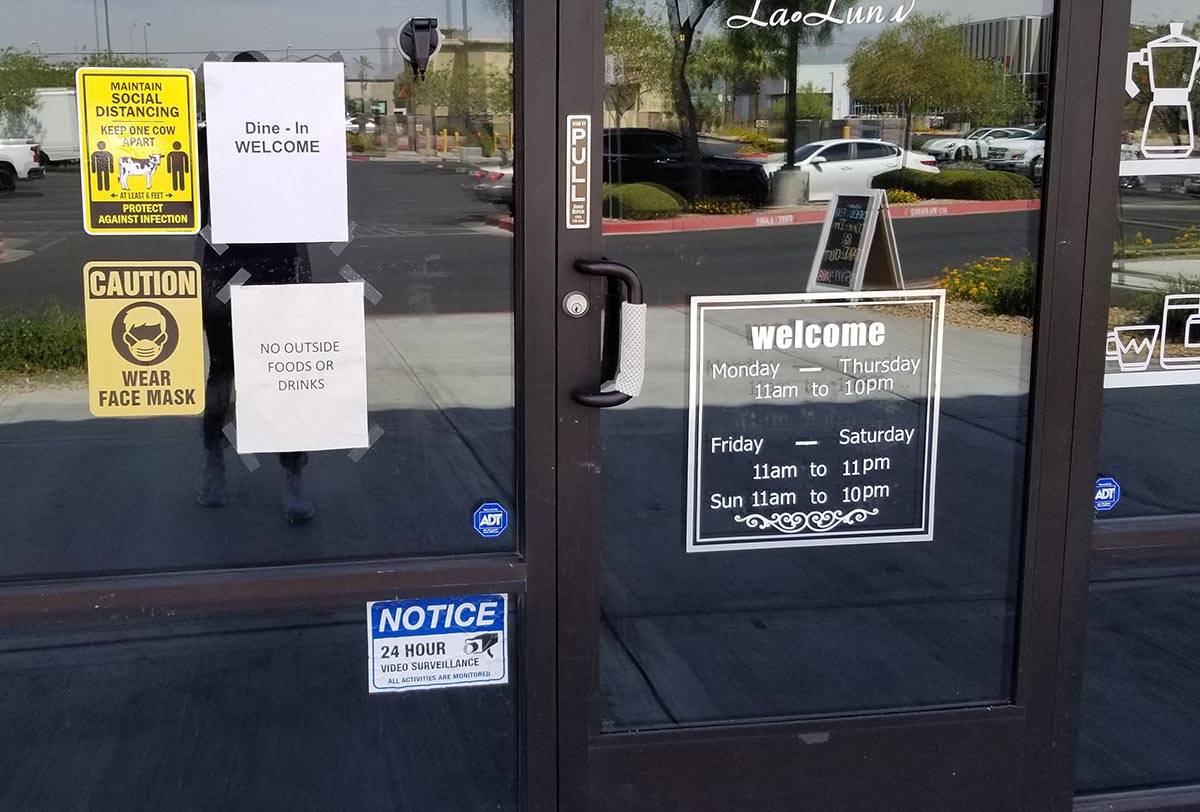 La Lun
MAINTAIN
SOCIAL
DISTANCING
KEEP ONE COW
APART
AT LEAST 6 FEET
PROTECT
AGAINST INFECTION
Dine - In
WELCOME
CAUTION
WEAR
FACE MASK
NO OUTSIDE
FOODS OR
DRINKS
PULL
ADT
NOTICE
24 HOUR
VIDEO SURVEILLANCE
ALL ACTIVITIES ARE MONITORED
welcome
Monday — Thursday
11am to 10pm
Friday — Saturday
11am to 11pm
Sun 11am to 10pm
ADT